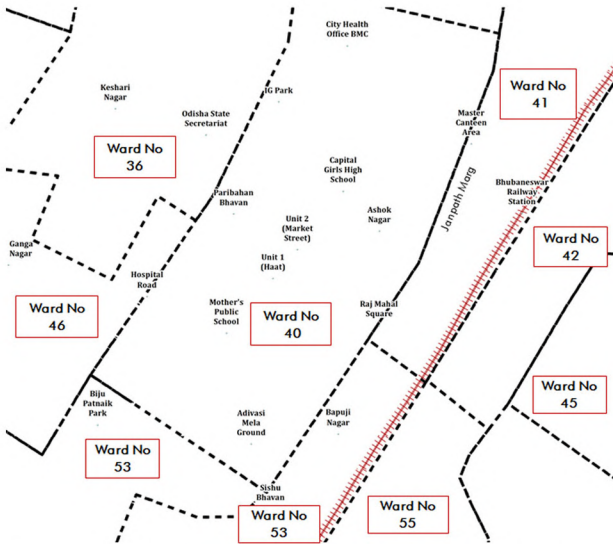 City Health
Office BMC
Keshari
Nagar
IG Park
Odisha State
Secretariat
Master
Canteen
Area
Ward No
41
Ward No
36
Capital
Girls High
School
Bhubaneswar
Railway
Station
Paribahan
Bhavan
Janpath Marg
Ashok
Nagar
Unit 2
(Market
Street)
Ganga
Nagar
Ward No
42
Unit 1
(Haat)
Hospital
Road
Ward No
46
Mother's
Public
School
Ward No
40
Raj Mahal
Square
Ward No
45
Biju
Patnaik
Park
Adivasi
Mela
Ground
Bapuji
Nagar
Ward No
53
Sishu
Bhavan
Ward No
53
Ward No
55